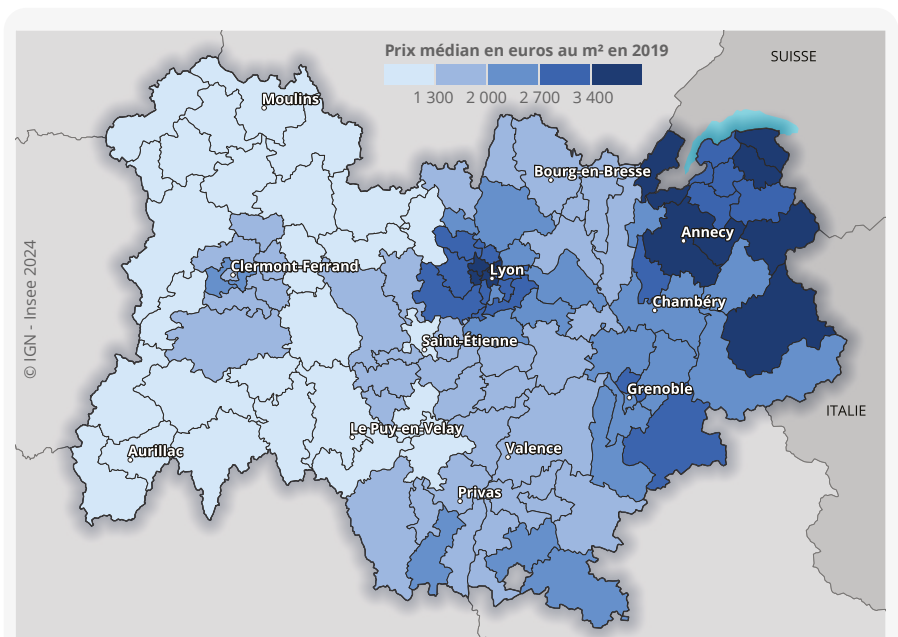 Prix médian en euros au m² en 2019
1 300 2 000 2 700 3 400
SUISSE
Moulins
Bourg-en-Bresse
Annecy
Clermont-Ferrand
Lyon
Chambéry
Saint-Étienne
Grenoble
ITALIE
Le Puy-en-Velay
Aurillac
Valence
Privas
© IGN - Insee 2024